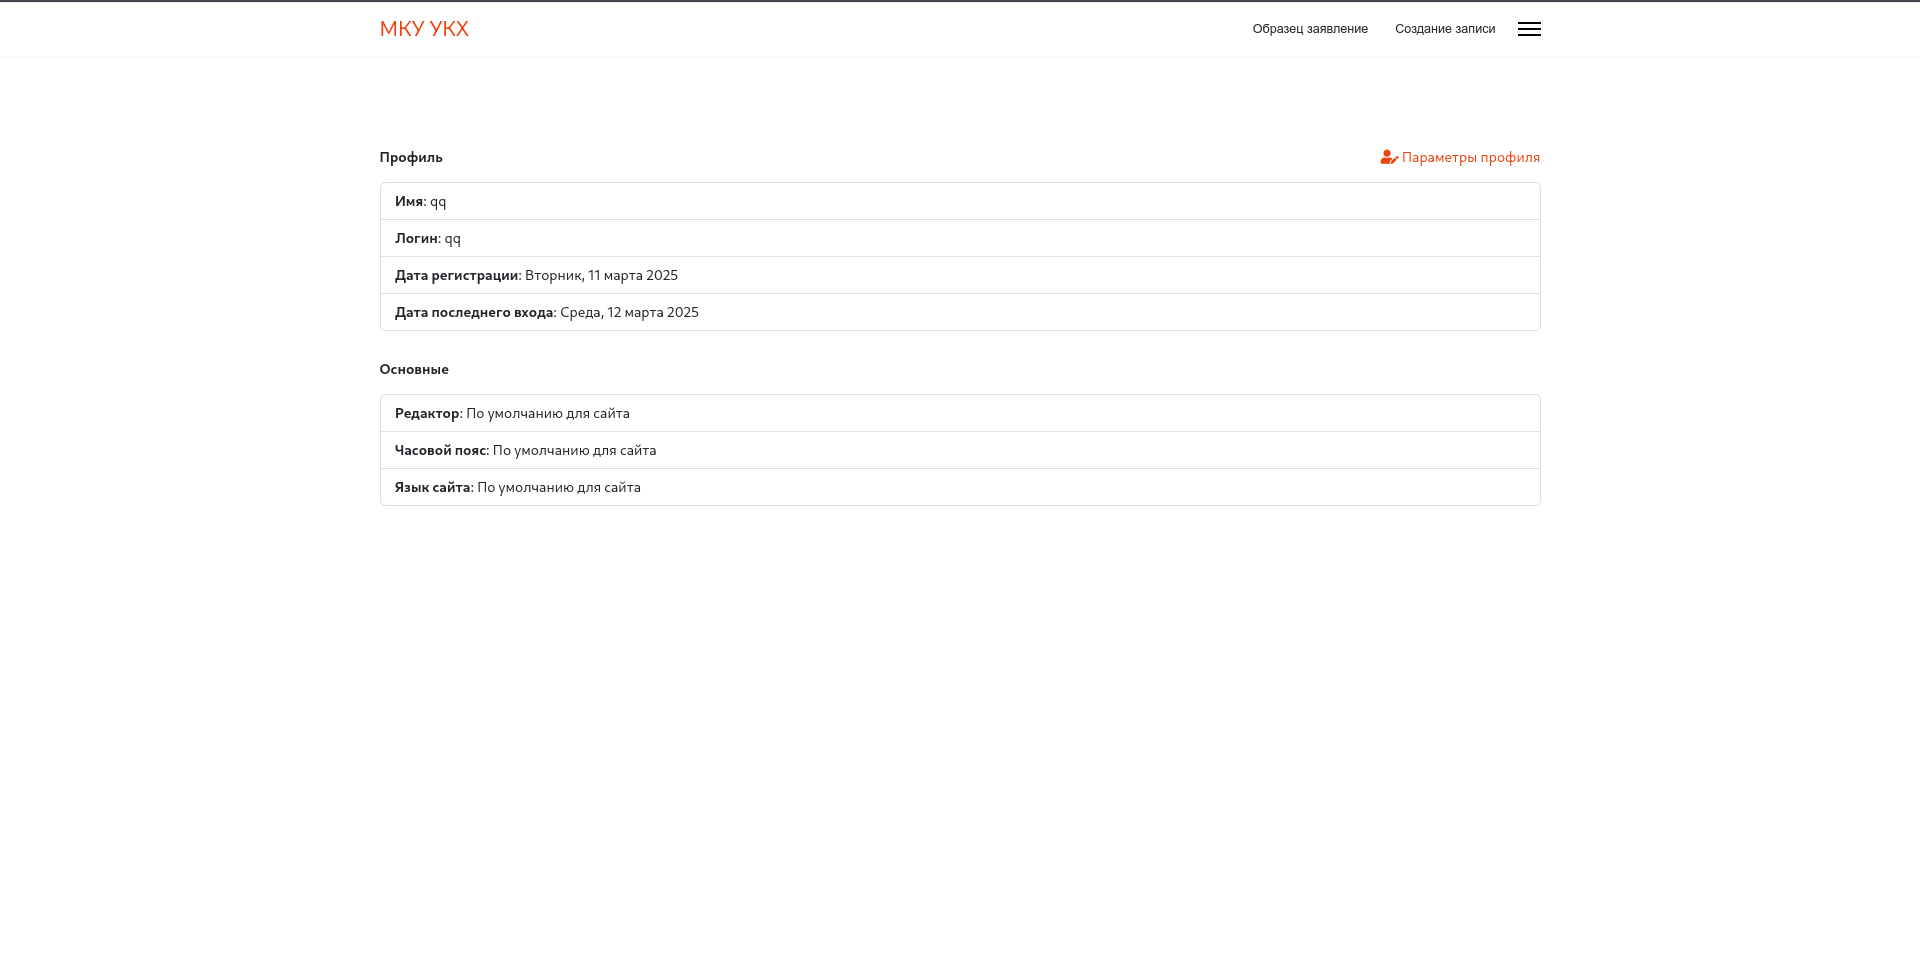 МКУ УКХ
Образец заявление
Создание записи
Профиль
Параметры профиля
Имя: qq
Логин: qq
Дата регистрации: Вторник, 11 марта 2025
Дата последнего входа: Среда, 12 марта 2025
Основные
Редактор: По умолчанию для сайта
Часовой пояс: По умолчанию для сайта
Язык сайта: По умолчанию для сайта